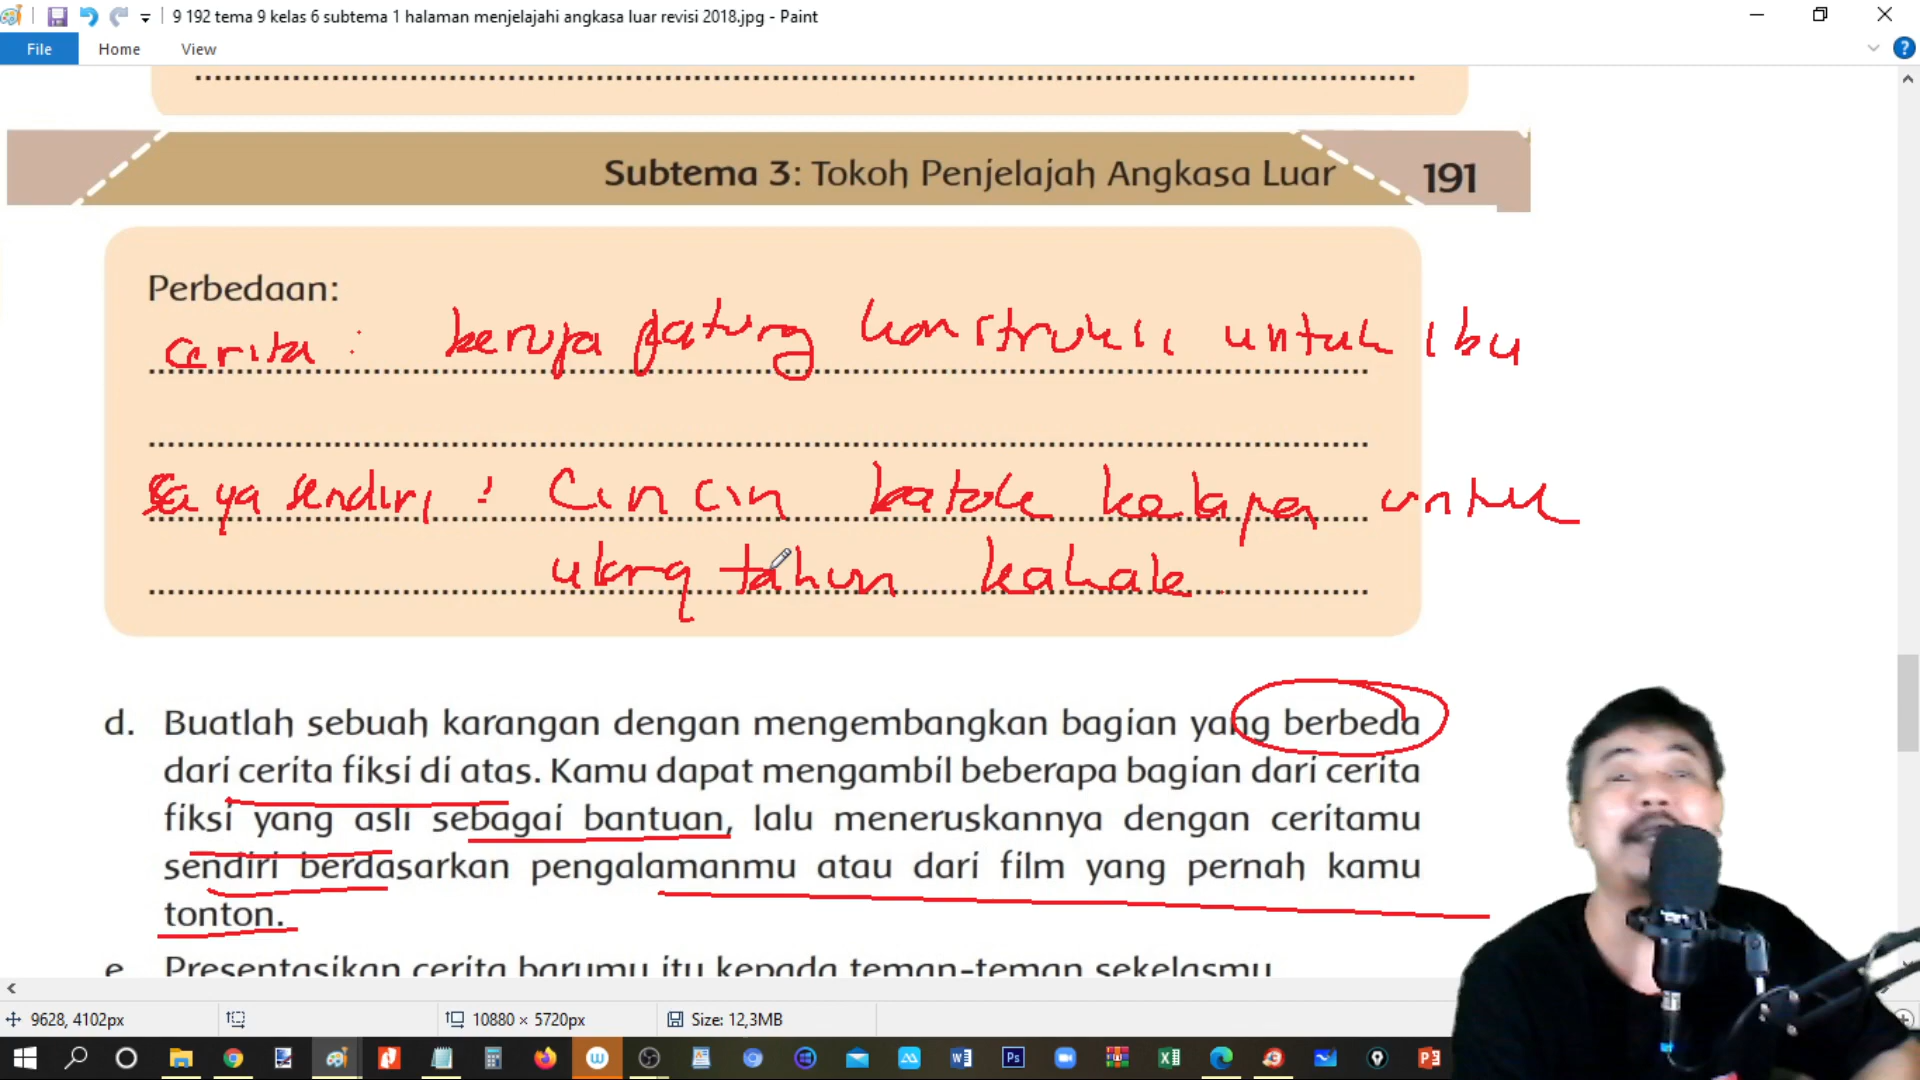 9 192 tema 9 kelas 6 subtema 1 halaman menjelajahi angkasa luar revisi 2018.jpg - Paint
File Home View
Subtema 3: Tokoh Penjelajah Angkasa Luar 191
Perbedaan:
cerita : berupa patung konstruksi untuk ibu
saya sendiri : Cincin batok kelapa untuk
ulang tahun kakak
d. Buatlah sebuah karangan dengan mengembangkan bagian yang berbeda
dari cerita fiksi di atas. Kamu dapat mengambil beberapa bagian dari cerita
fiksi yang asli sebagai bantuan, lalu meneruskannya dengan ceritamu
sendiri berdasarkan pengalamanmu atau dari film yang pernah kamu
tonton.
e Presentasikan cerita barumu itu kepada teman-teman sekelasmu
9628, 4102px 10880 × 5720px Size: 12,3MB